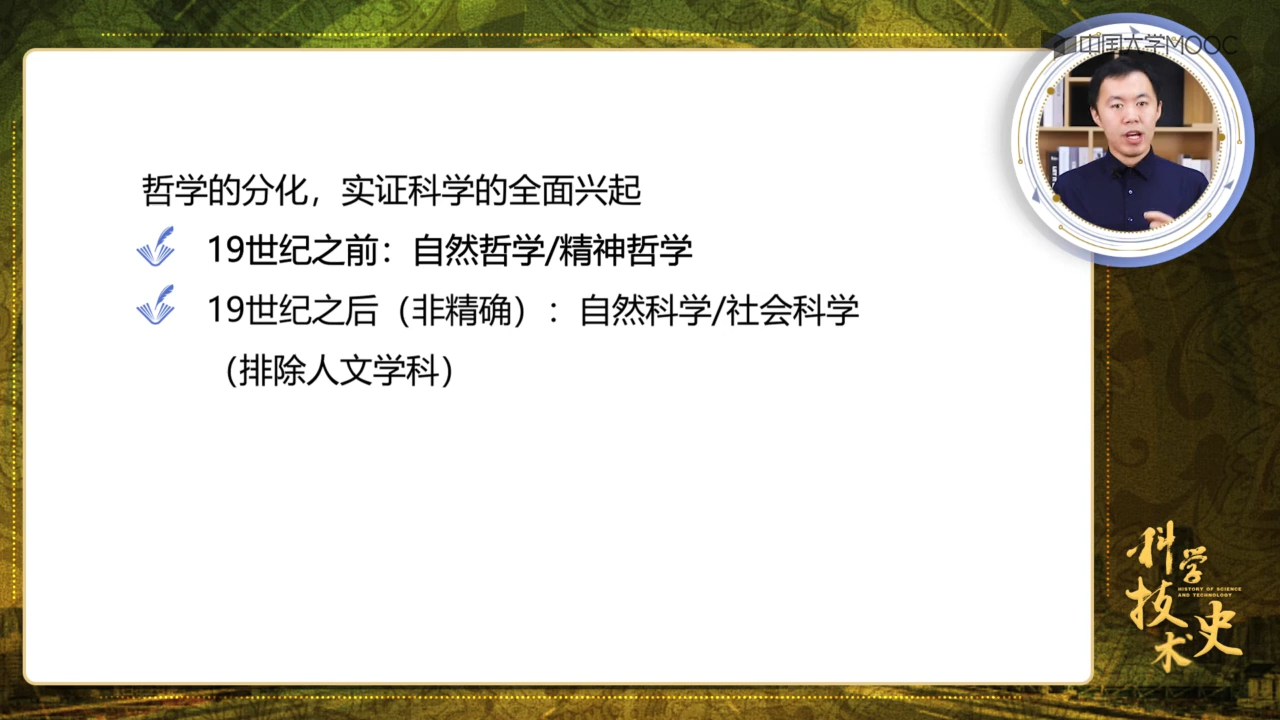 中国大学MOOC
哲学的分化，实证科学的全面兴起
19世纪之前：自然哲学/精神哲学
19世纪之后（非精确）：自然科学/社会科学
（排除人文学科）
科学
技术史
HISTORY OF SCIENCE
AND TECHNOLOGY